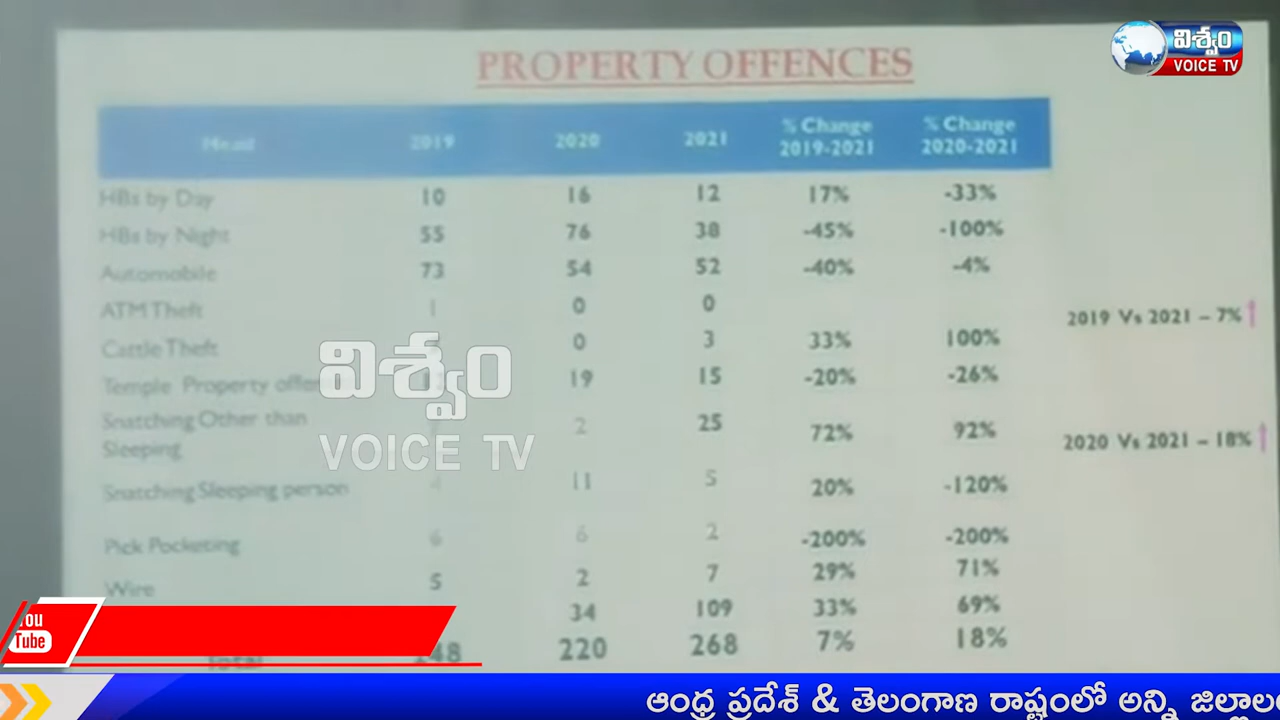 PROPERTY OFFENCES
విశ్వం
VOICE TV
Head 2019 2020 2021 % Change 2019-2021 % Change 2020-2021
HBs by Day 10 16 12 17% -33%
HBs by Night 55 76 38 -45% -100%
Automobile 73 54 52 -40% -4%
ATM Theft 1 0 0
2019 Vs 2021 – 7%
Cattle Theft 0 3 33% 100%
Temple Property 19 15 -20% -26%
విశ్వం
VOICE TV
Snatching Other than Sleeping 2 25 72% 92%
2020 Vs 2021 – 18%
Snatching Sleeping person 4 11 5 20% -120%
Pick Pocketing 6 6 2 -200% -200%
Wire 5 2 7 29% 71%
34 109 33% 69%
Total 220 268 7% 18%
You
Tube
ఆంధ్ర ప్రదేశ్ & తెలంగాణ రాష్టంలో అన్ని